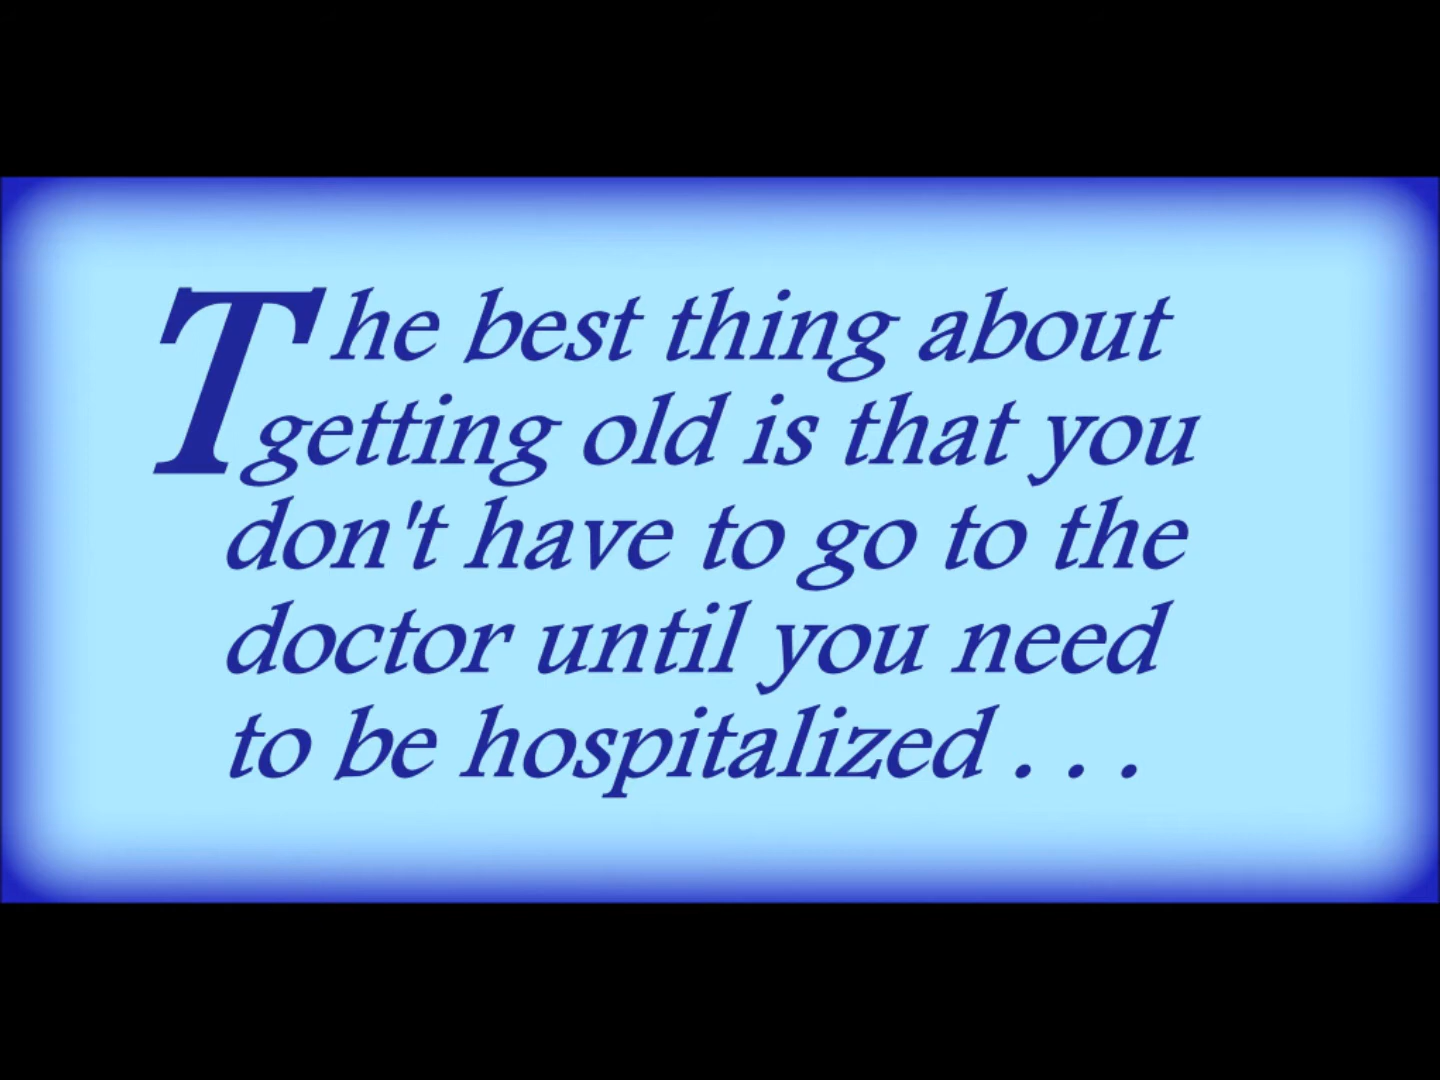 The best thing about
getting old is that you
don't have to go to the
doctor until you need
to be hospitalized . . .